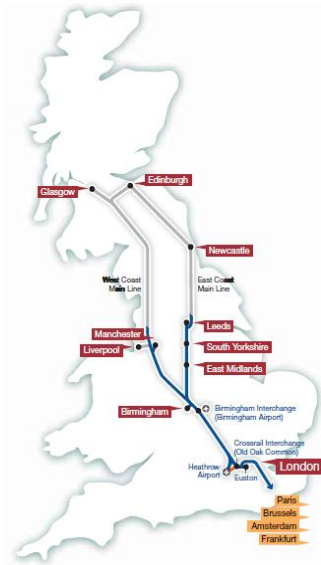 Edinburgh
Glasgow
Newcastle
West Coast
Main Line
East Coast
Main Line
Leeds
Manchester
South Yorkshire
Liverpool
East Midlands
Birmingham
Birmingham Interchange
(Birmingham Airport)
Crossrail Interchange
(Old Oak Common)
London
Heathrow
Airport
Euston
Paris
Brussels
Amsterdam
Frankfurt